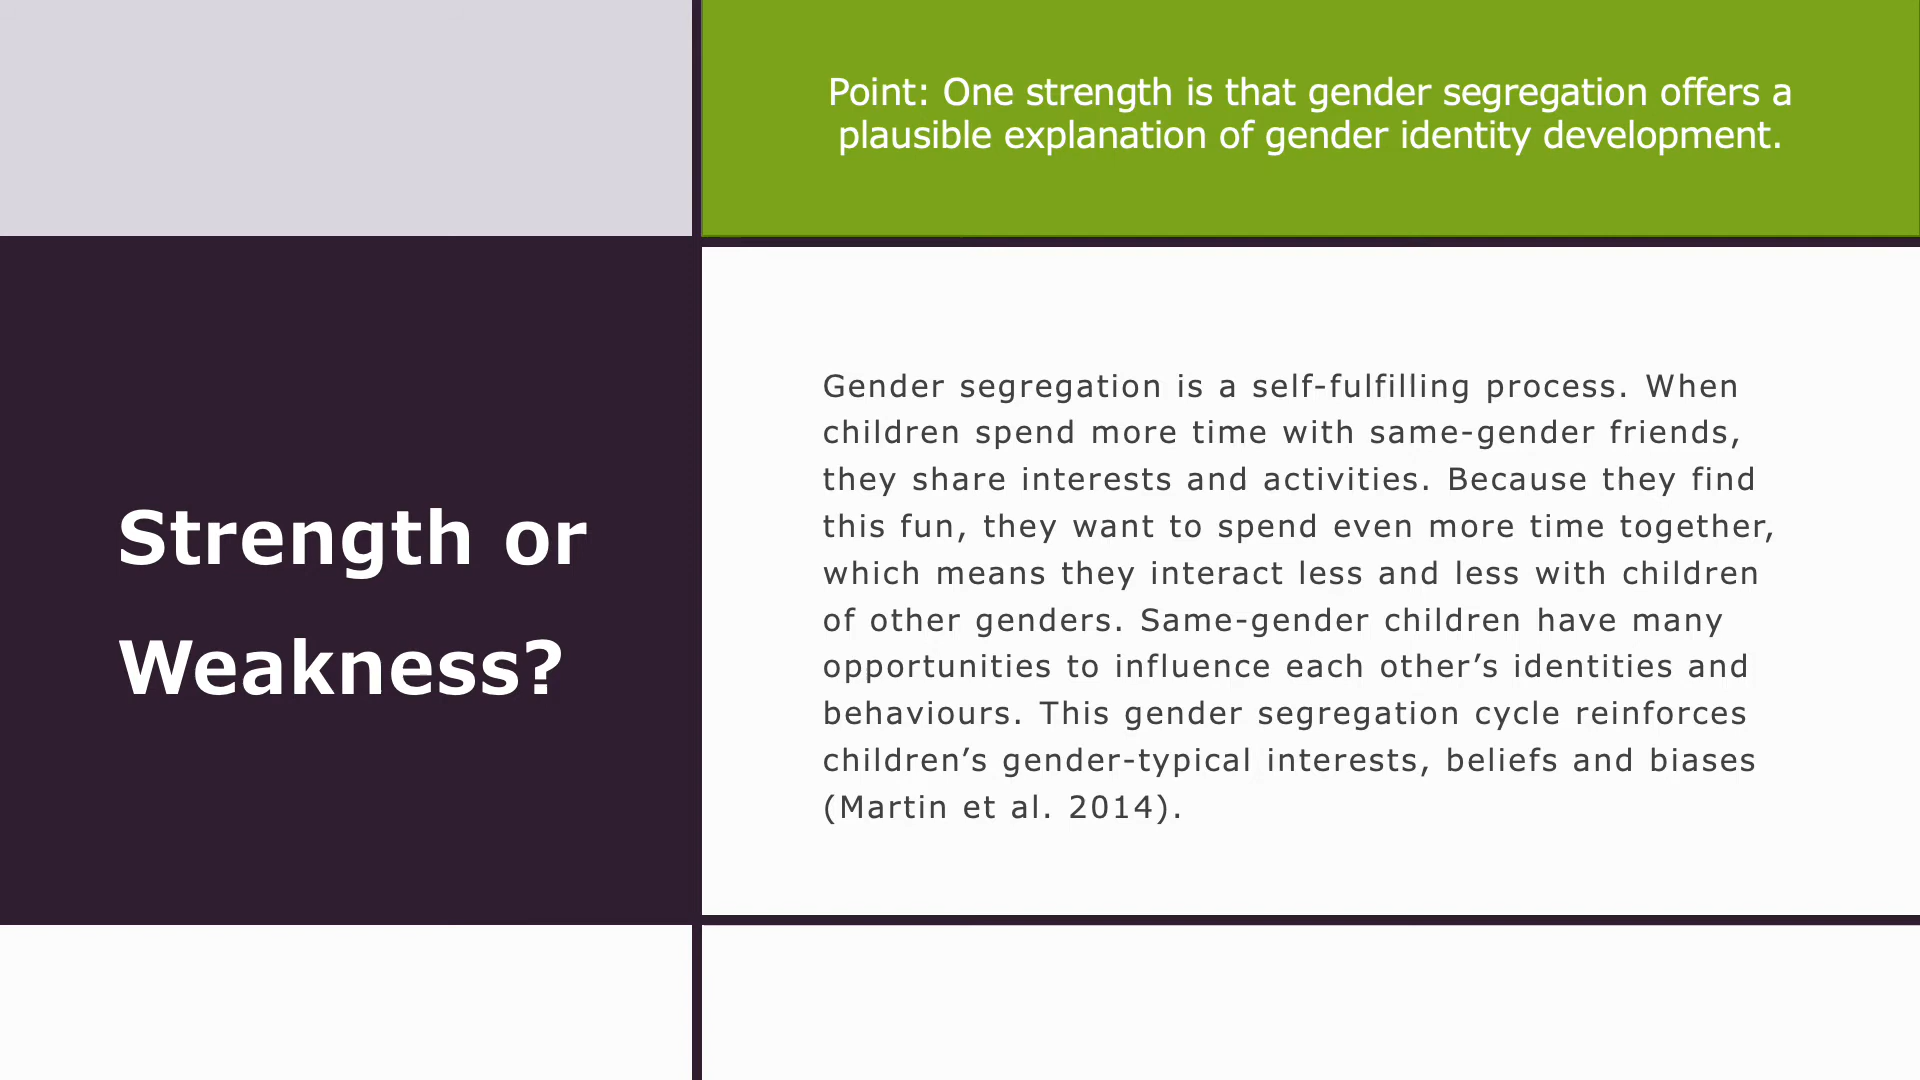 Point: One strength is that gender segregation offers a
plausible explanation of gender identity development.
Strength or
Weakness?
Gender segregation is a self-fulfilling process. When
children spend more time with same-gender friends,
they share interests and activities. Because they find
this fun, they want to spend even more time together,
which means they interact less and less with children
of other genders. Same-gender children have many
opportunities to influence each other’s identities and
behaviours. This gender segregation cycle reinforces
children’s gender-typical interests, beliefs and biases
(Martin et al. 2014).